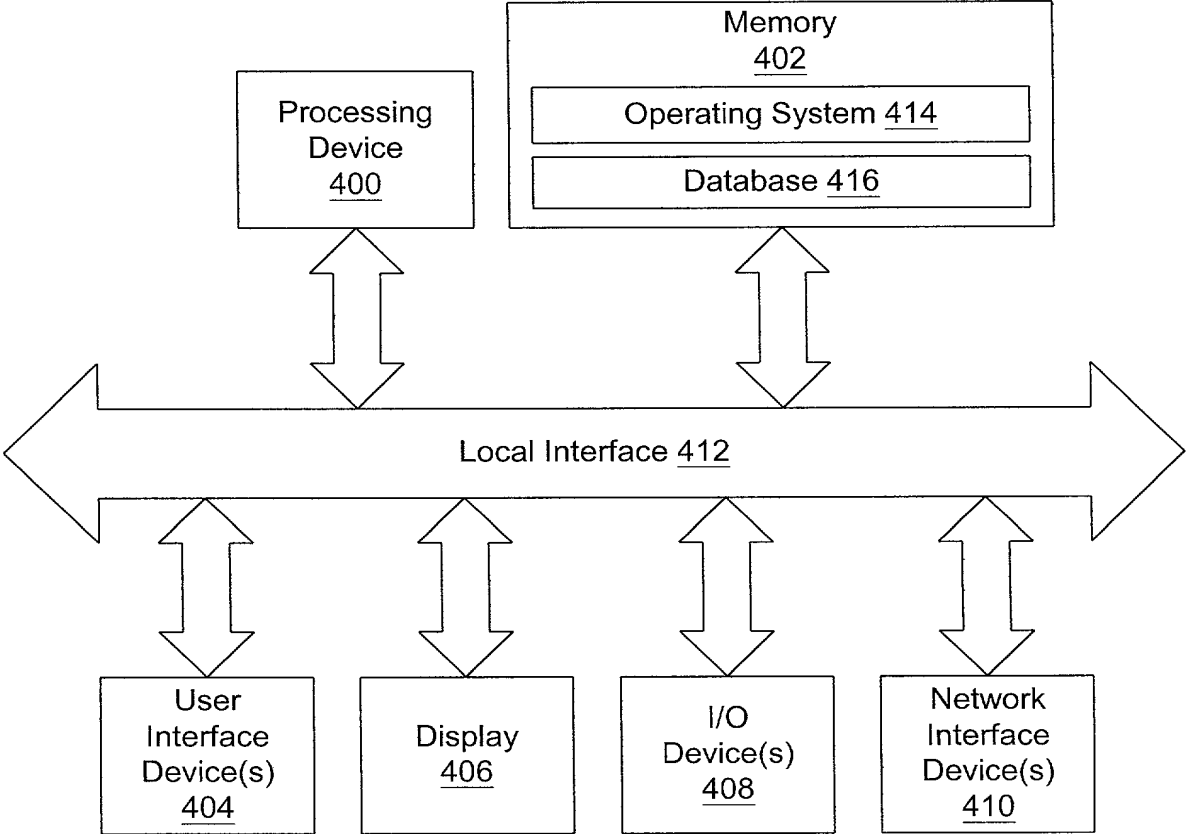 Memory
402
Operating System 414
Database 416
Processing
Device
400
Local Interface 412
User
Interface
Device(s)
404
Display
406
I/O
Device(s)
408
Network
Interface
Device(s)
410